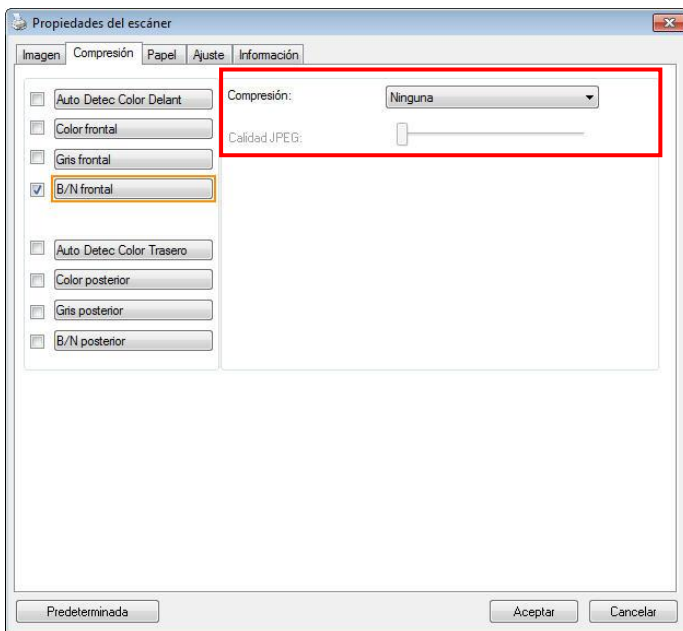 Propiedades del escáner
Imagen Compresión Papel Ajuste Información
Auto Detec Color Delant
Color frontal
Gris frontal
B/N frontal
Auto Detec Color Trasero
Color posterior
Gris posterior
B/N posterior
Compresión: Ninguna
Calidad JPEG:
Predeterminada Aceptar Cancelar